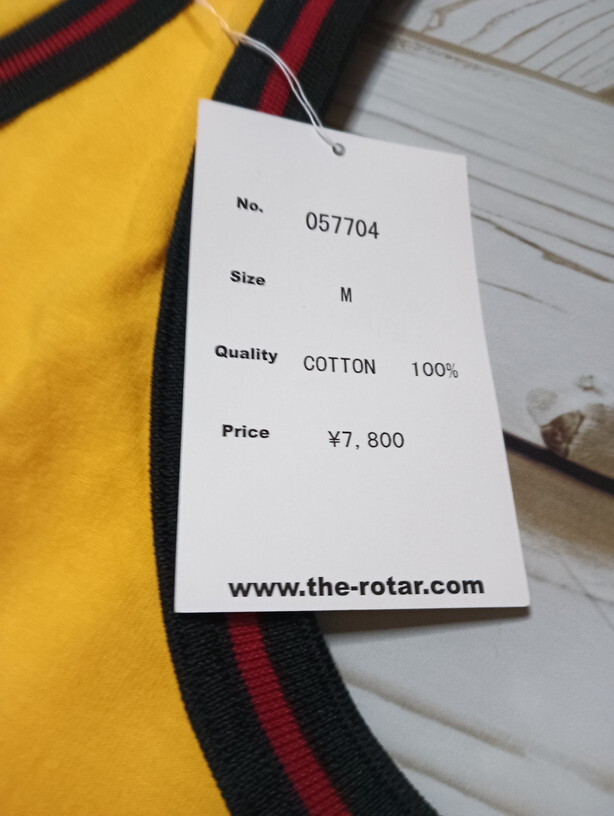 No. 057704
Size M
Quality COTTON 100%
Price ¥7,800
www.the-rotar.com